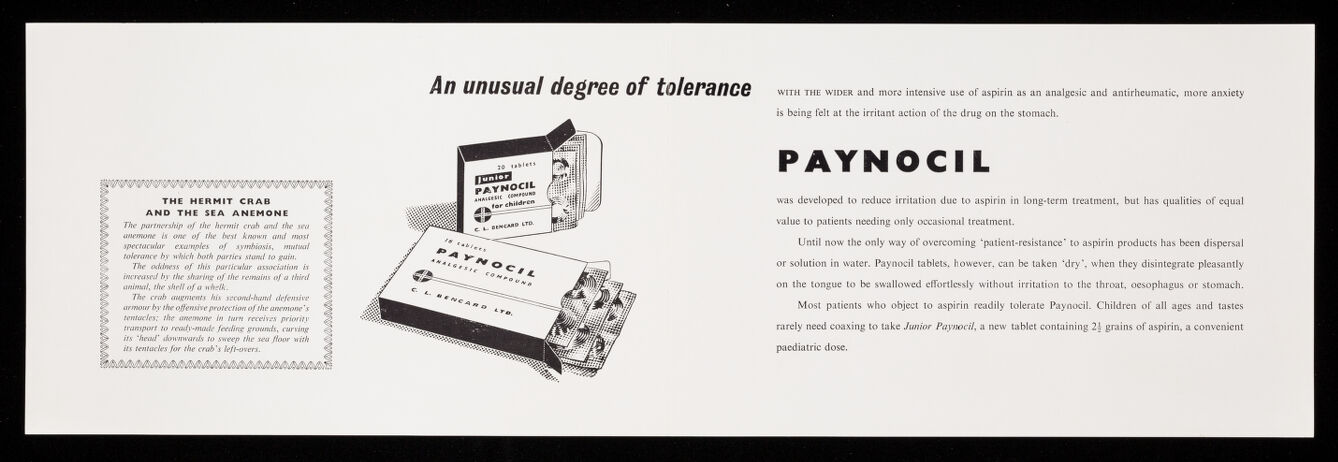 An unusual degree of tolerance
THE HERMIT CRAB
AND THE SEA ANEMONE
The partnership of the hermit crab and the sea
anemone is one of the best known and most
spectacular examples of symbiosis, mutual
tolerance by which both parties stand to gain.
The oddness of this particular association is
increased by the sharing of the remains of a third
animal, the shell of a whelk.
The crab augments his second-hand defensive
armour by the offensive protection of the anemone's
tentacles; the anemone in turn receives priority
transport to ready-made feeding grounds, curving
its 'head' downwards to sweep the sea floor with
its tentacles for the crab's left-overs.
20 tablets
Junior
PAYNOCIL
ANALGESIC COMPOUND
for children
C. L. BENCARD LTD.
18 tablets
PAYNOCIL
ANALGESIC COMPOUND
C. L. BENCARD LTD.
WITH THE WIDER and more intensive use of aspirin as an analgesic and antirheumatic, more anxiety
is being felt at the irritant action of the drug on the stomach.
PAYNOCIL
was developed to reduce irritation due to aspirin in long-term treatment, but has qualities of equal
value to patients needing only occasional treatment.
Until now the only way of overcoming 'patient-resistance' to aspirin products has been dispersal
or solution in water. Paynocil tablets, however, can be taken 'dry', when they disintegrate pleasantly
on the tongue to be swallowed effortlessly without irritation to the throat, oesophagus or stomach.
Most patients who object to aspirin readily tolerate Paynocil. Children of all ages and tastes
rarely need coaxing to take Junior Paynocil, a new tablet containing 2½ grains of aspirin, a convenient
paediatric dose.